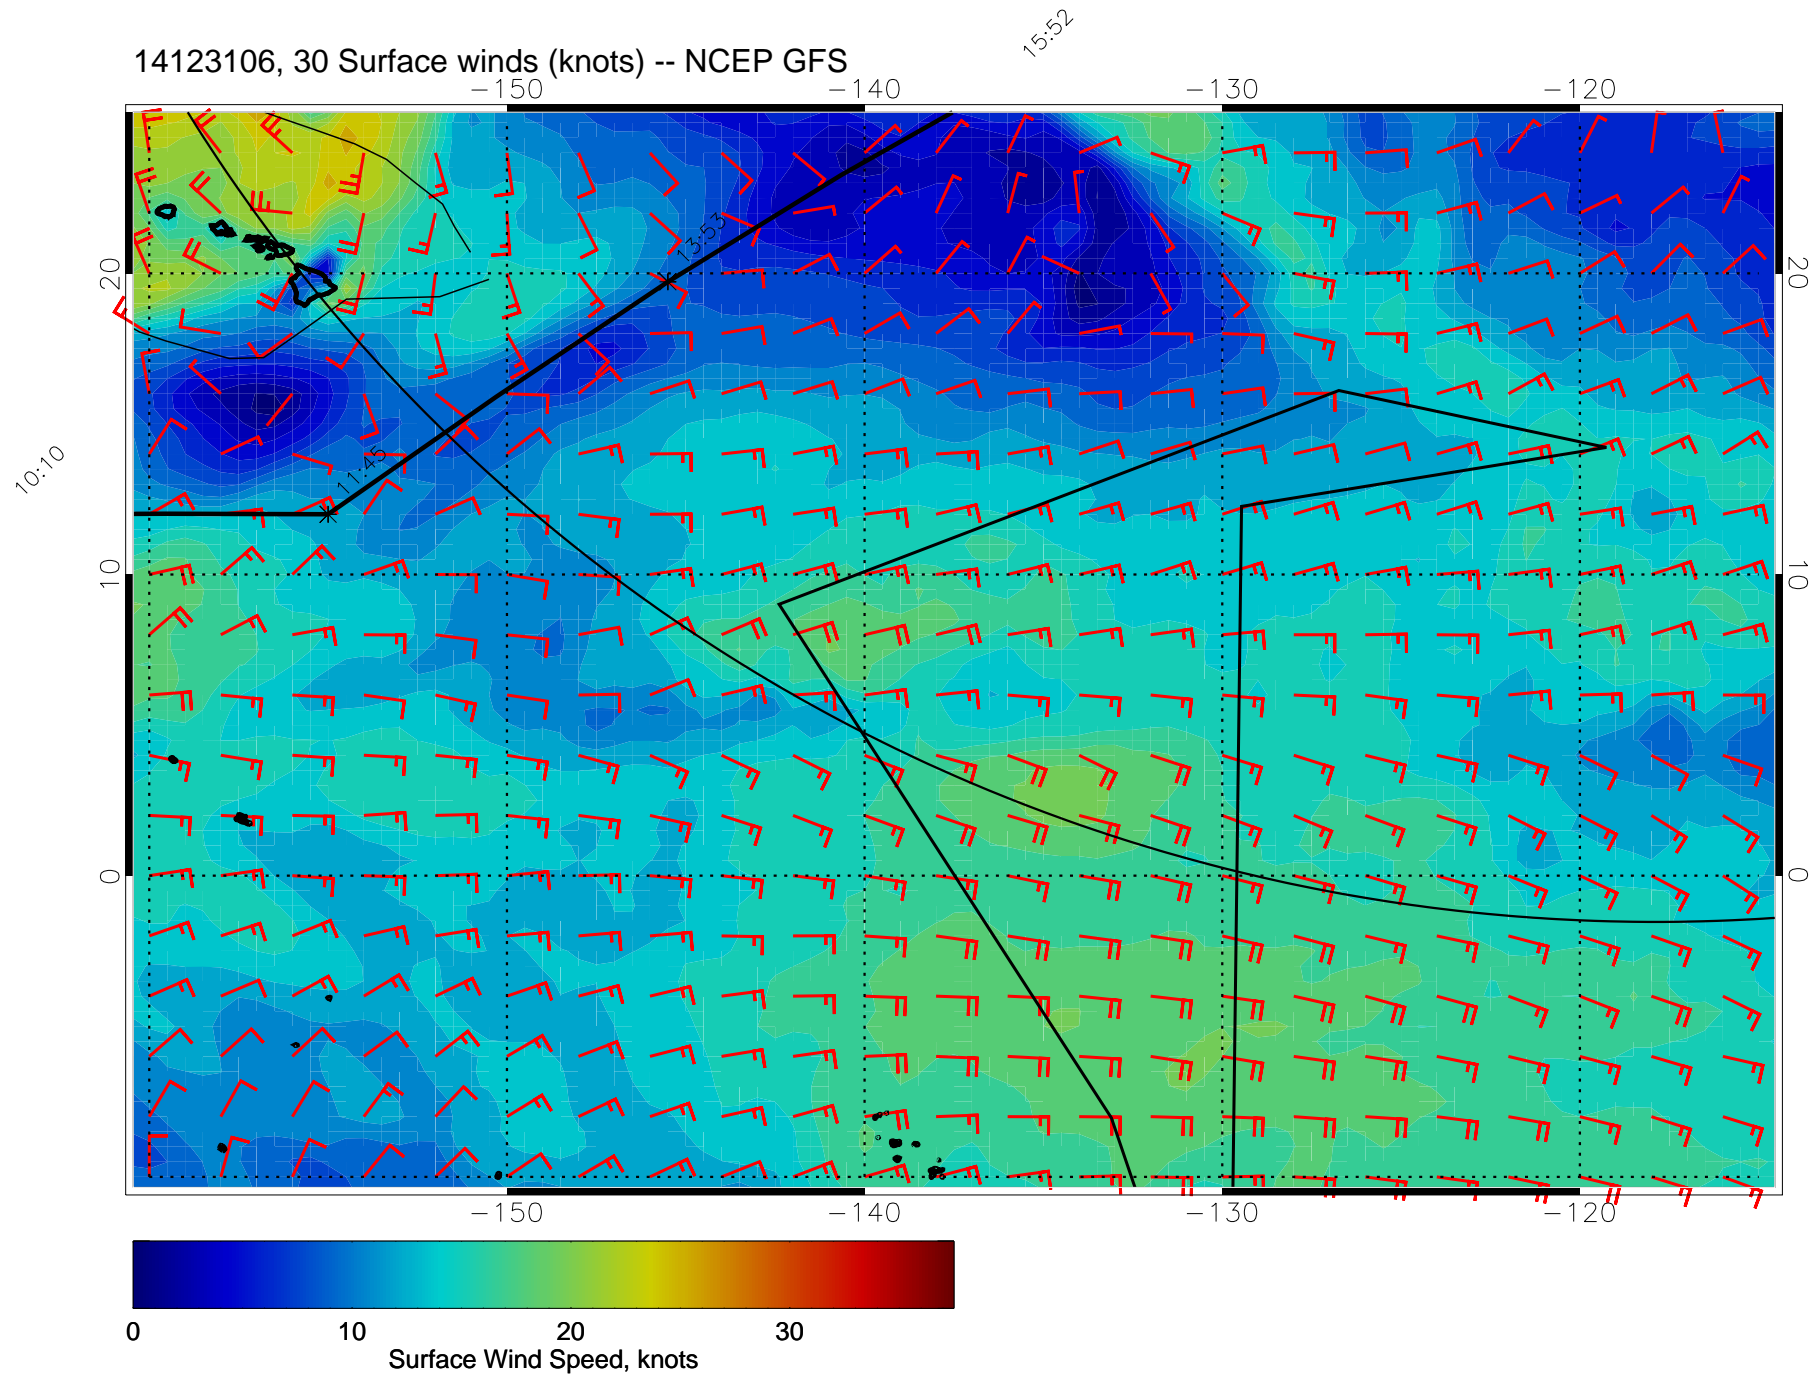 15:52
14123106, 30 Surface winds (knots) -- NCEP GFS
-150 -140 -130 -120
13:53
20 20
11:45
10:10
10 10
0 0
-150 -140 -130 -120
0 10 20 30
Surface Wind Speed, knots